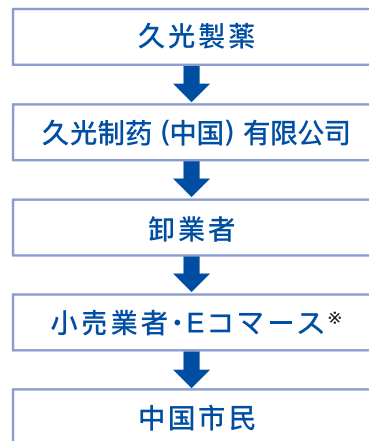 久光製薬
久光制药（中国）有限公司
卸業者
小売業者・Eコマース※
中国市民